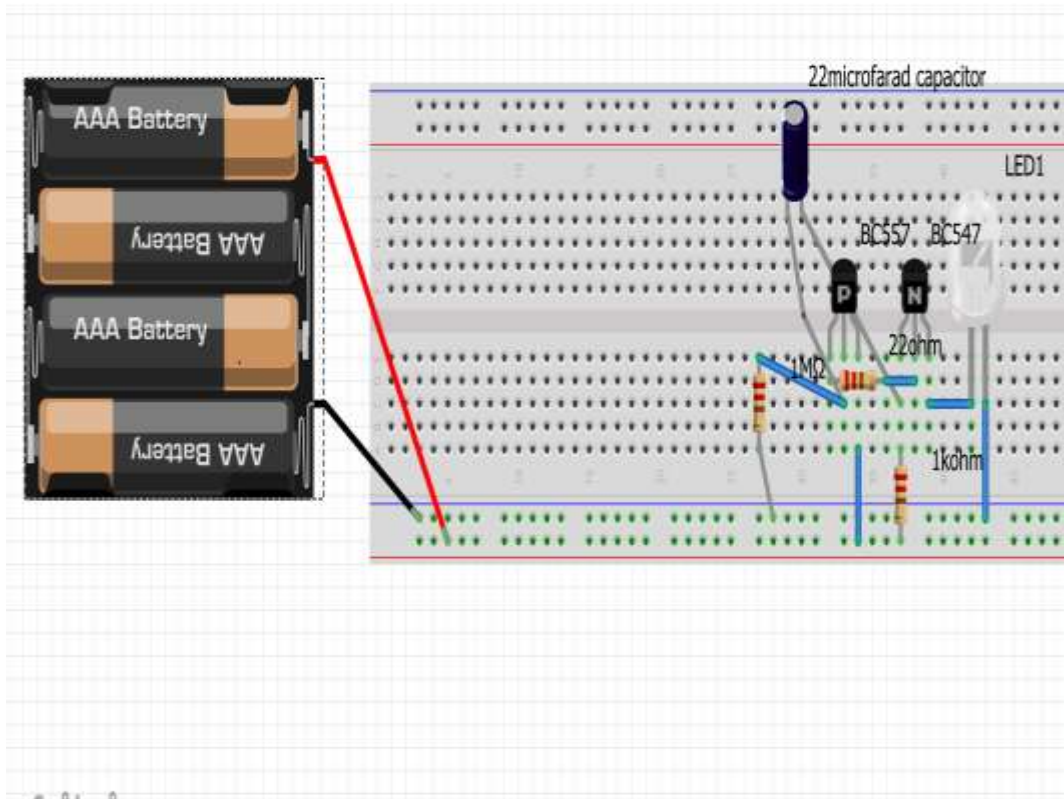 22microfarad capacitor
AAA Battery
LED1
BC557
BC547
AAA Battery
P
N
AAA Battery
22ohm
1MΩ
AAA Battery
1kohm